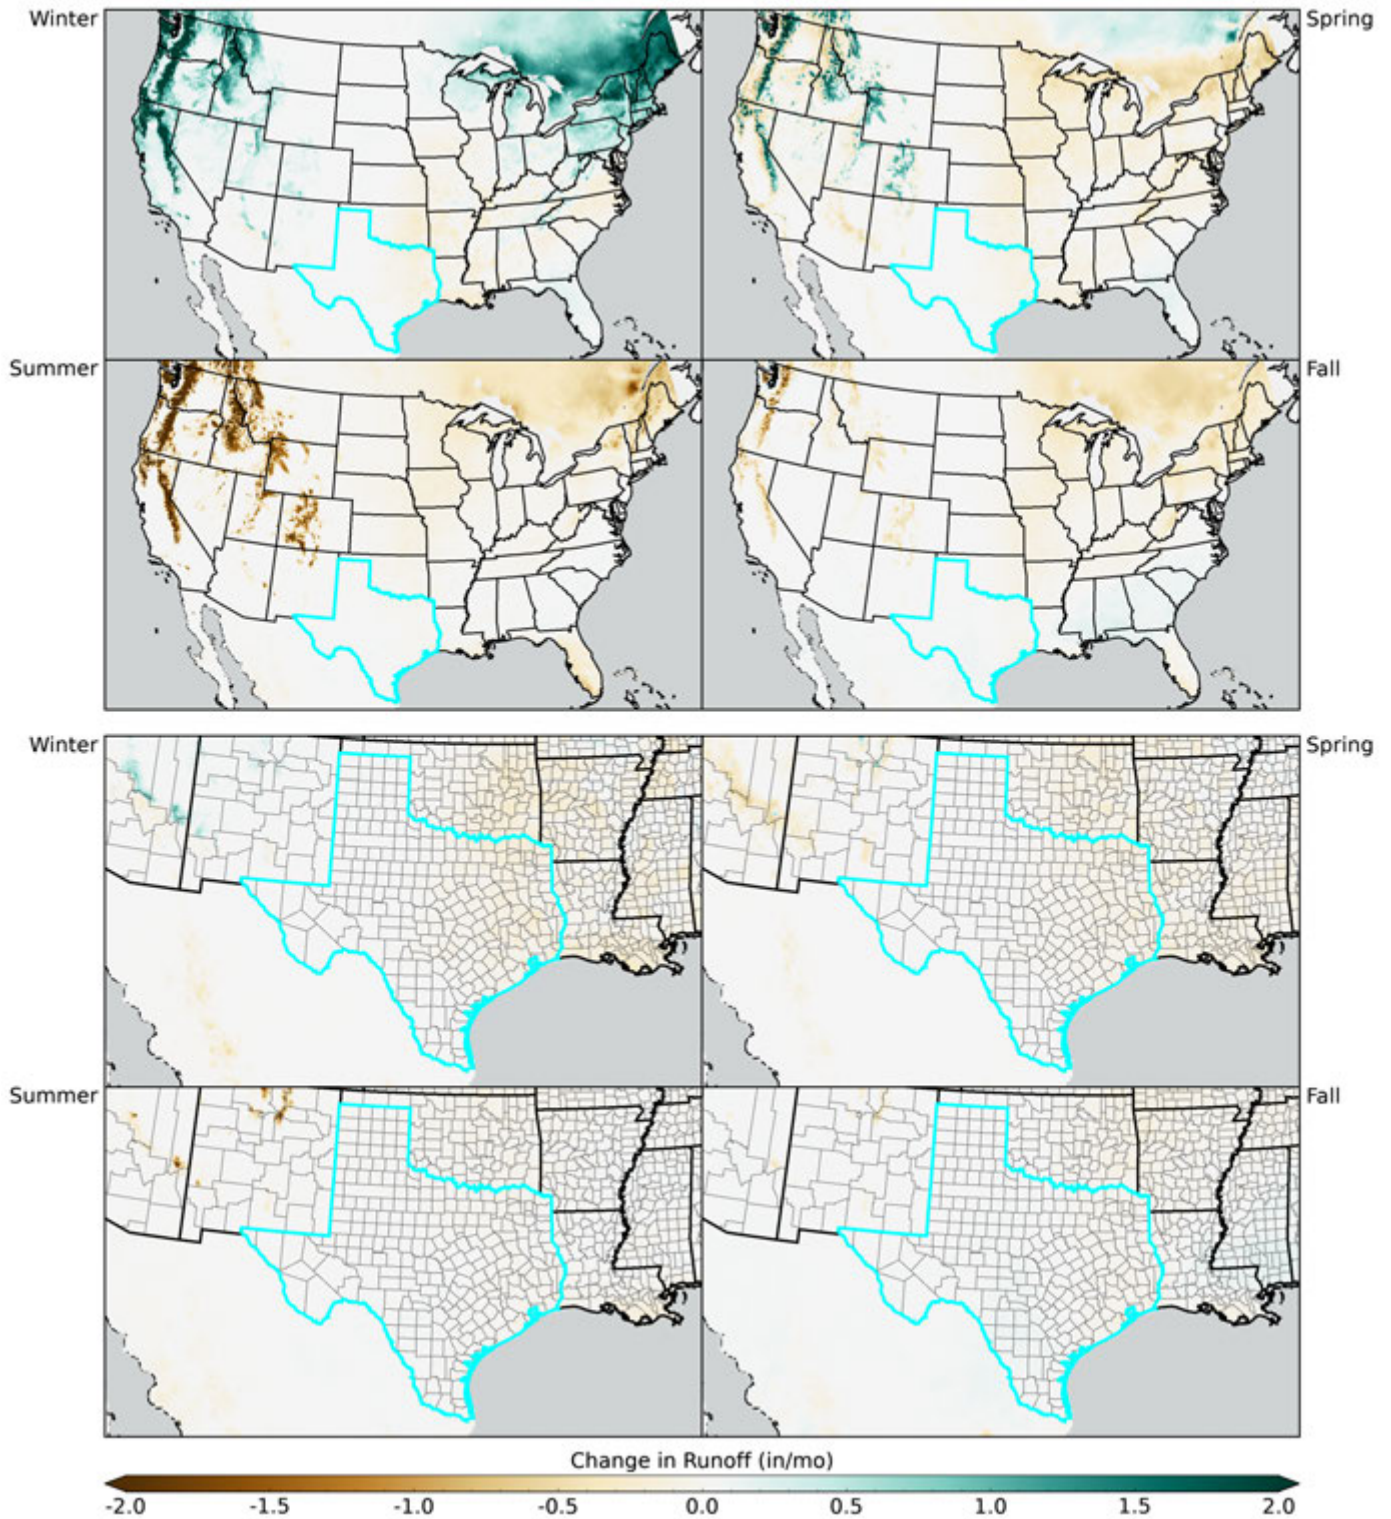 Winter
Spring
Summer
Fall
Winter
Spring
Summer
Fall
Change in Runoff (in/mo)
-2.0 -1.5 -1.0 -0.5 0.0 0.5 1.0 1.5 2.0